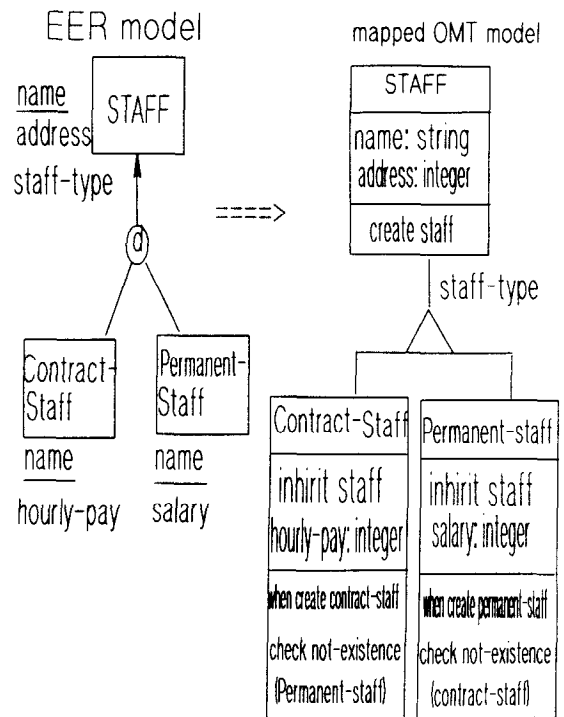 EER model
name
address
staff-type
STAFF
d
Contract-
Staff
name
hourly-pay
Permanent-
Staff
name
salary
===>
mapped OMT model
STAFF
name: string
address: integer
create staff
staff-type
Contract-Staff
inhirit staff
hourly-pay: integer
when create contract-staff
check not-existence
(Permanent-staff)
Permanent-staff
inhirit staff
salary: integer
when create permanent-staff
check not-existence
(contract-staff)